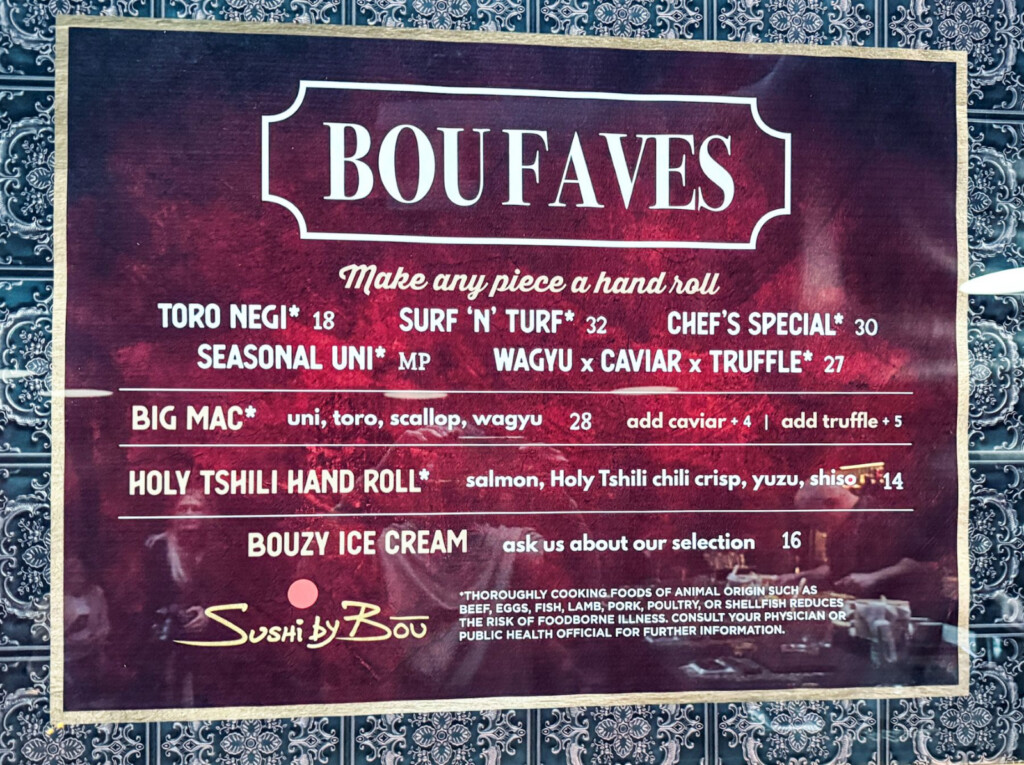 BOU FAVES
Make any piece a hand roll
TORO NEGI* 18 SURF 'N' TURF* 32 CHEF'S SPECIAL* 30
SEASONAL UNI* MP WAGYU x CAVIAR x TRUFFLE* 27
BIG MAC* uni, toro, scallop, wagyu 28 add caviar + 4 | add truffle + 5
HOLY TSHILI HAND ROLL* salmon, Holy Tshili chili crisp, yuzu, shiso 14
BOUZY ICE CREAM ask us about our selection 16
SUSHI by BOU
*THOROUGHLY COOKING FOODS OF ANIMAL ORIGIN SUCH AS
BEEF, EGGS, FISH, LAMB, PORK, POULTRY, OR SHELLFISH REDUCES
THE RISK OF FOODBORNE ILLNESS. CONSULT YOUR PHYSICIAN OR
PUBLIC HEALTH OFFICIAL FOR FURTHER INFORMATION.